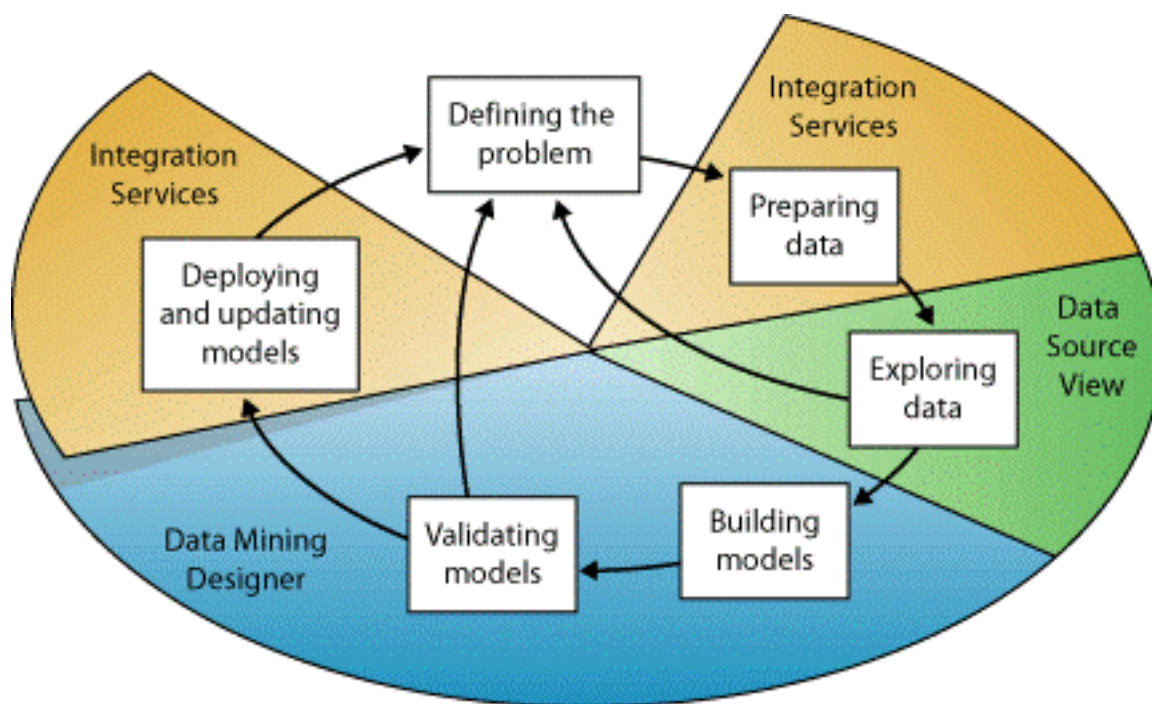 Defining the
problem
Integration
Services
Preparing
data
Data
Source
View
Exploring
data
Building
models
Validating
models
Data Mining
Designer
Deploying
and updating
models
Integration
Services